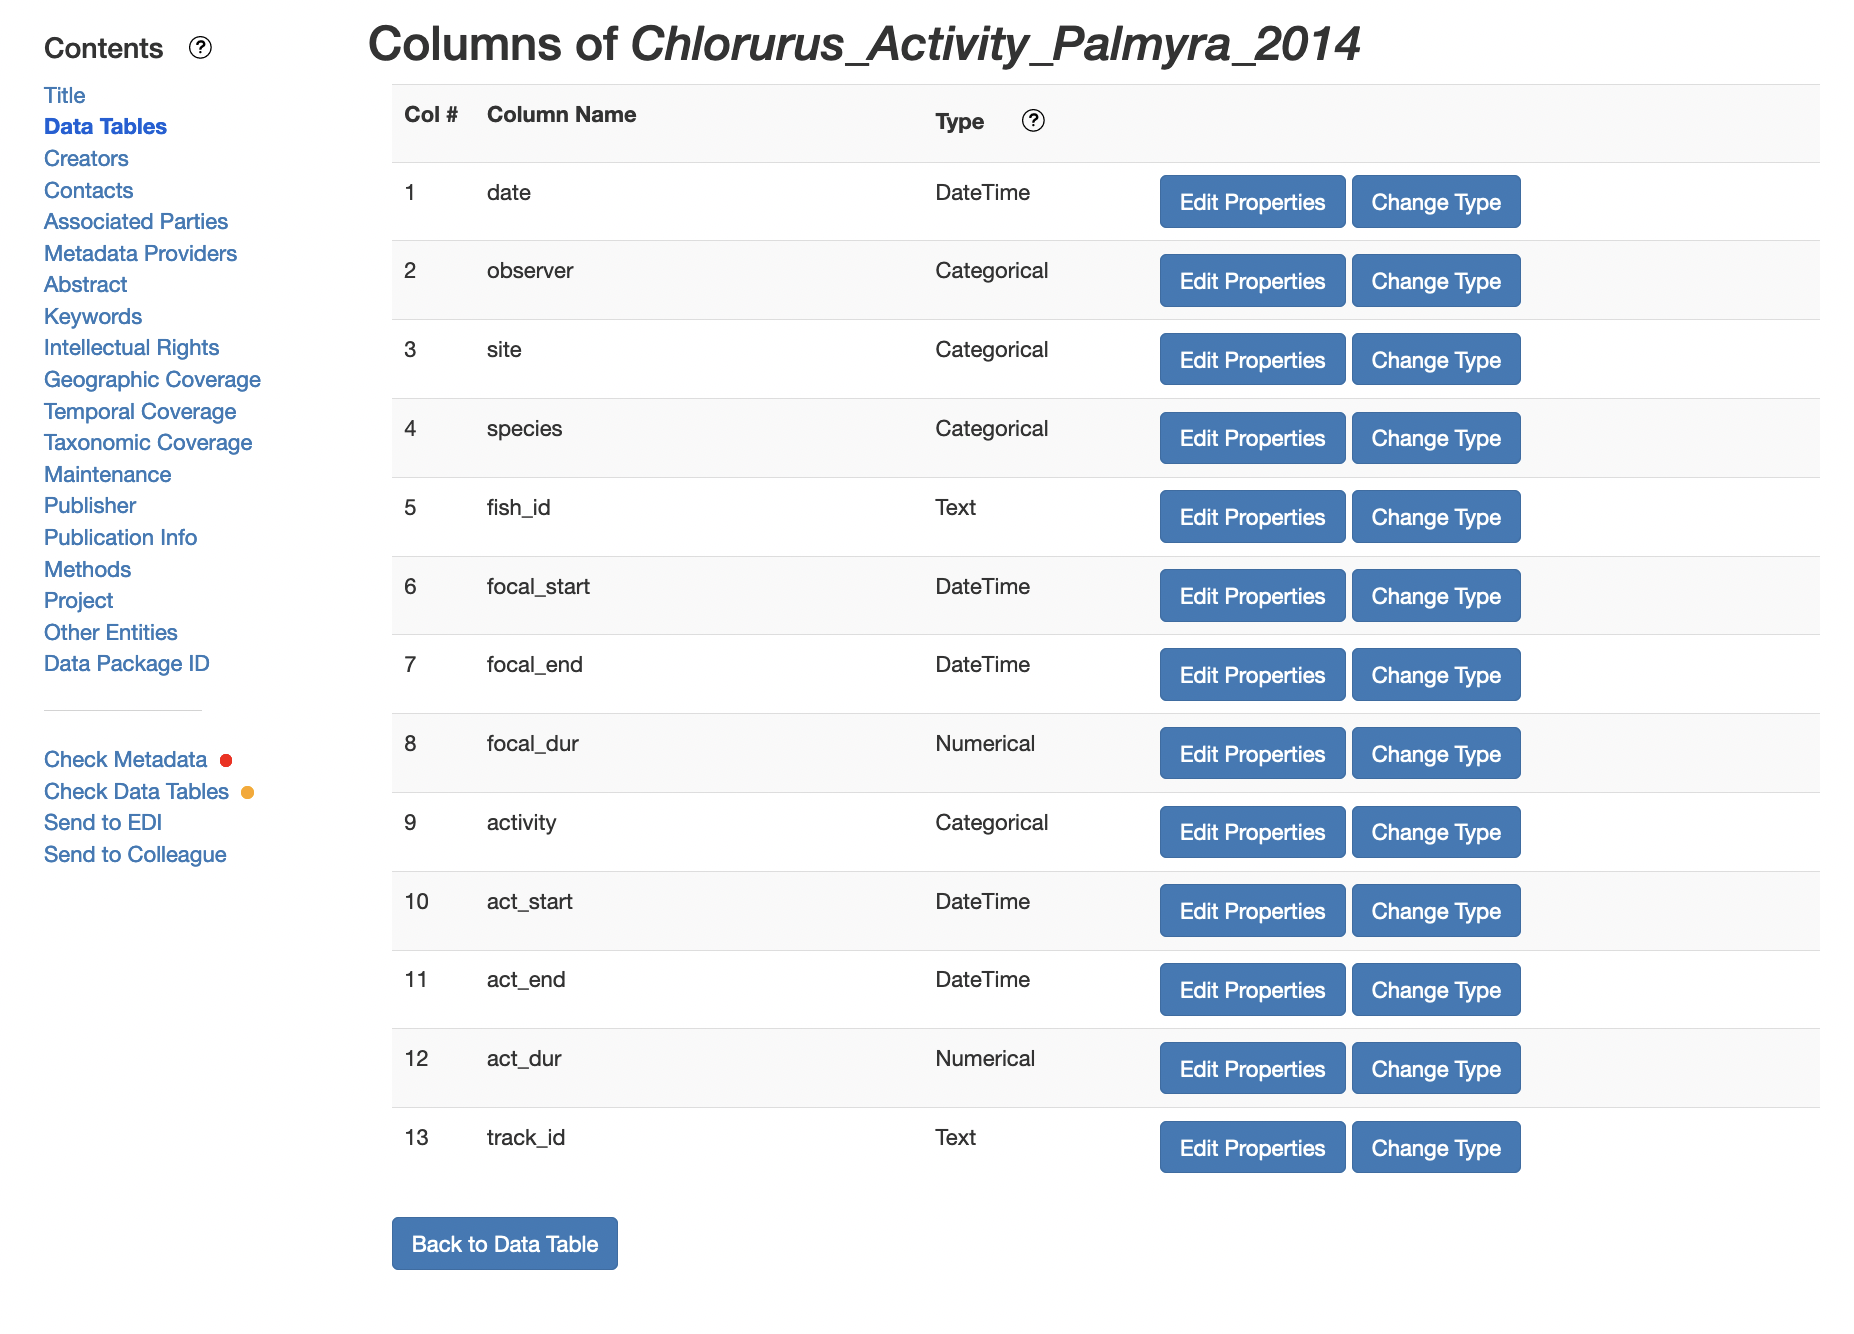 Contents ?
Title
Data Tables
Creators
Contacts
Associated Parties
Metadata Providers
Abstract
Keywords
Intellectual Rights
Geographic Coverage
Temporal Coverage
Taxonomic Coverage
Maintenance
Publisher
Publication Info
Methods
Project
Other Entities
Data Package ID
Check Metadata
Check Data Tables
Send to EDI
Send to Colleague
Columns of Chlorurus_Activity_Palmyra_2014
Col # Column Name Type ?
1 date DateTime Edit Properties Change Type
2 observer Categorical Edit Properties Change Type
3 site Categorical Edit Properties Change Type
4 species Categorical Edit Properties Change Type
5 fish_id Text Edit Properties Change Type
6 focal_start DateTime Edit Properties Change Type
7 focal_end DateTime Edit Properties Change Type
8 focal_dur Numerical Edit Properties Change Type
9 activity Categorical Edit Properties Change Type
10 act_start DateTime Edit Properties Change Type
11 act_end DateTime Edit Properties Change Type
12 act_dur Numerical Edit Properties Change Type
13 track_id Text Edit Properties Change Type
Back to Data Table